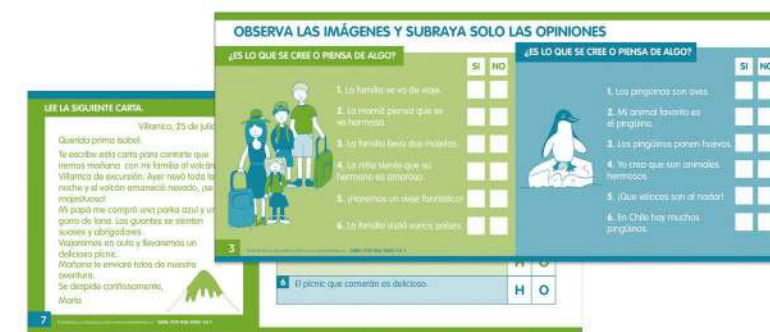 OBSERVA LAS IMÁGENES Y SUBRAYA SOLO LAS OPINIONES
¿ES LO QUE SE CREE O PIENSA DE ALGO?
SI NO
1. La familia se va de viaje.
2. La mamá piensa que se
ve hermosa.
3. La familia lleva dos maletas.
4. La niña siente que su
hermano es amoroso.
5. ¡Haremos un viaje fantástico!
6. La familia visitó varios países.
3
¿ES LO QUE SE CREE O PIENSA DE ALGO?
SI NO
1. Los pingüinos son aves.
2. Mi animal favorito es
el pingüino.
3. Los pingüinos ponen huevos.
4. Yo creo que son animales
hermosos.
5. ¡Que veloces son al nadar!
6. En Chile hay muchos
pingüinos.
LEE LA SIGUIENTE CARTA.
Villarrica, 25 de julio
Querida prima Isabel:
Te escribo esta carta para contarte que
iremos mañana con mi familia al volcán
Villarrica de excursión. Ayer nevó toda la
noche y el volcán amaneció nevado, ¡se
majestuoso!
Mi papá me compró una parka azul y un
gorro de lana. Los guantes se sienten
suaves y abrigadores.
Viajaremos en auto y llevaremos un
delicioso picnic.
Mañana te enviaré fotos de nuestra
aventura.
Se despide cariñosamente,
María
7
H O
6 El picnic que comerán es delicioso.
H O